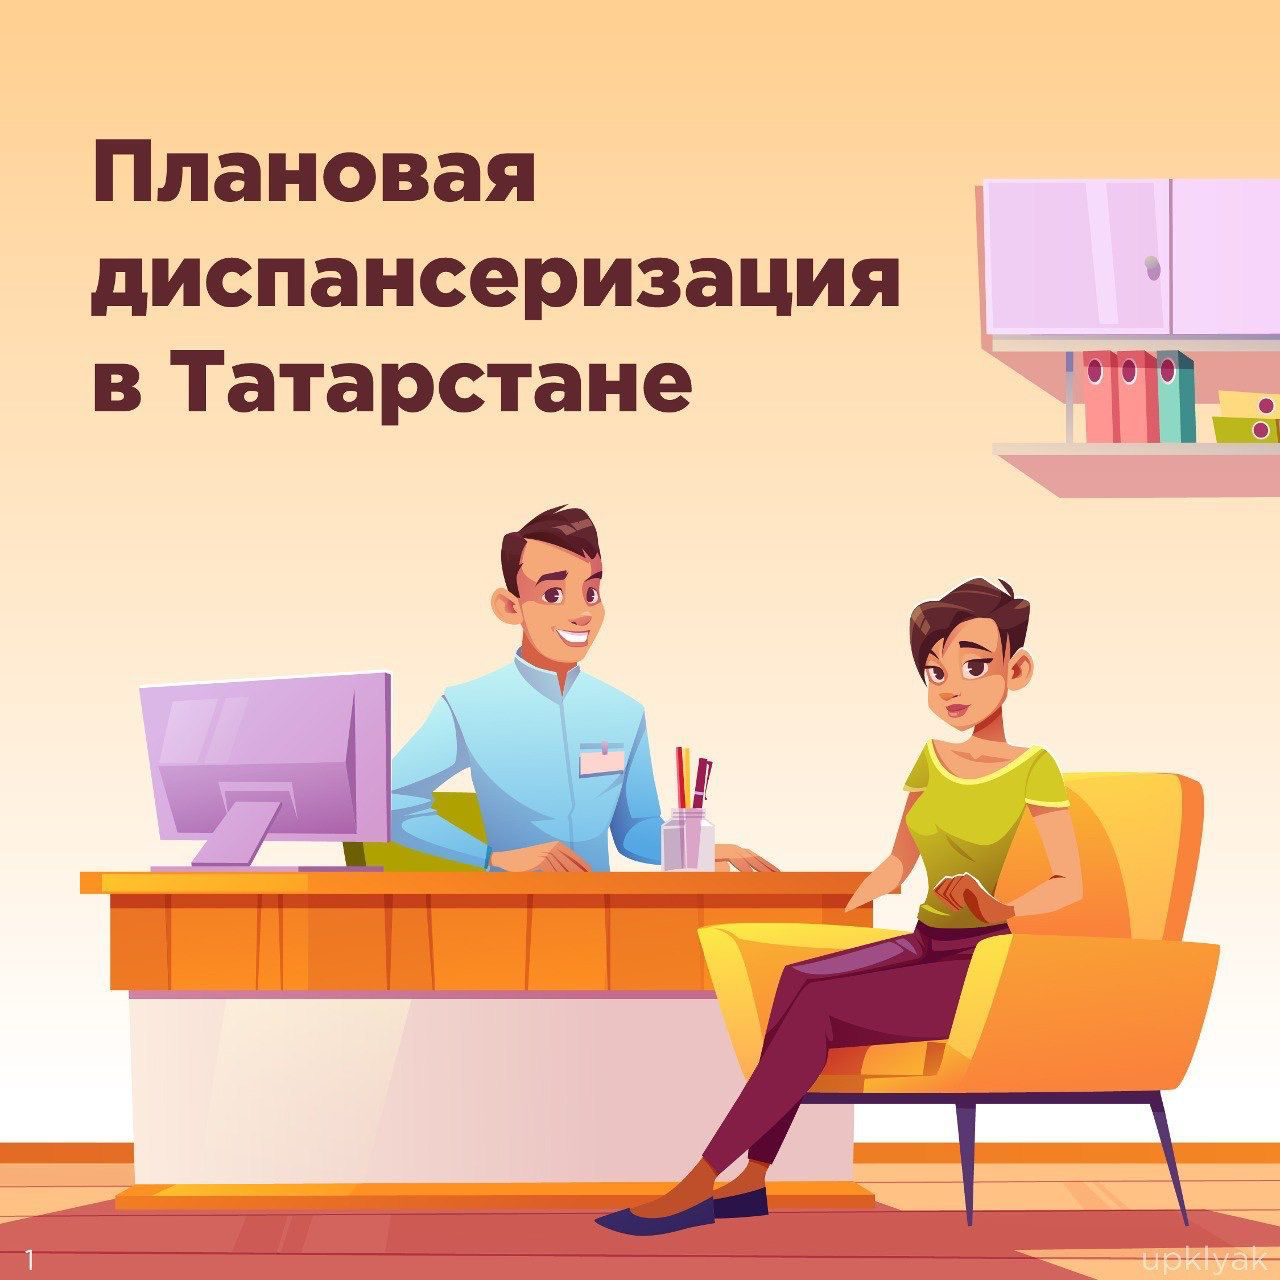 Плановая
диспансеризация
в Татарстане
1
upklyak